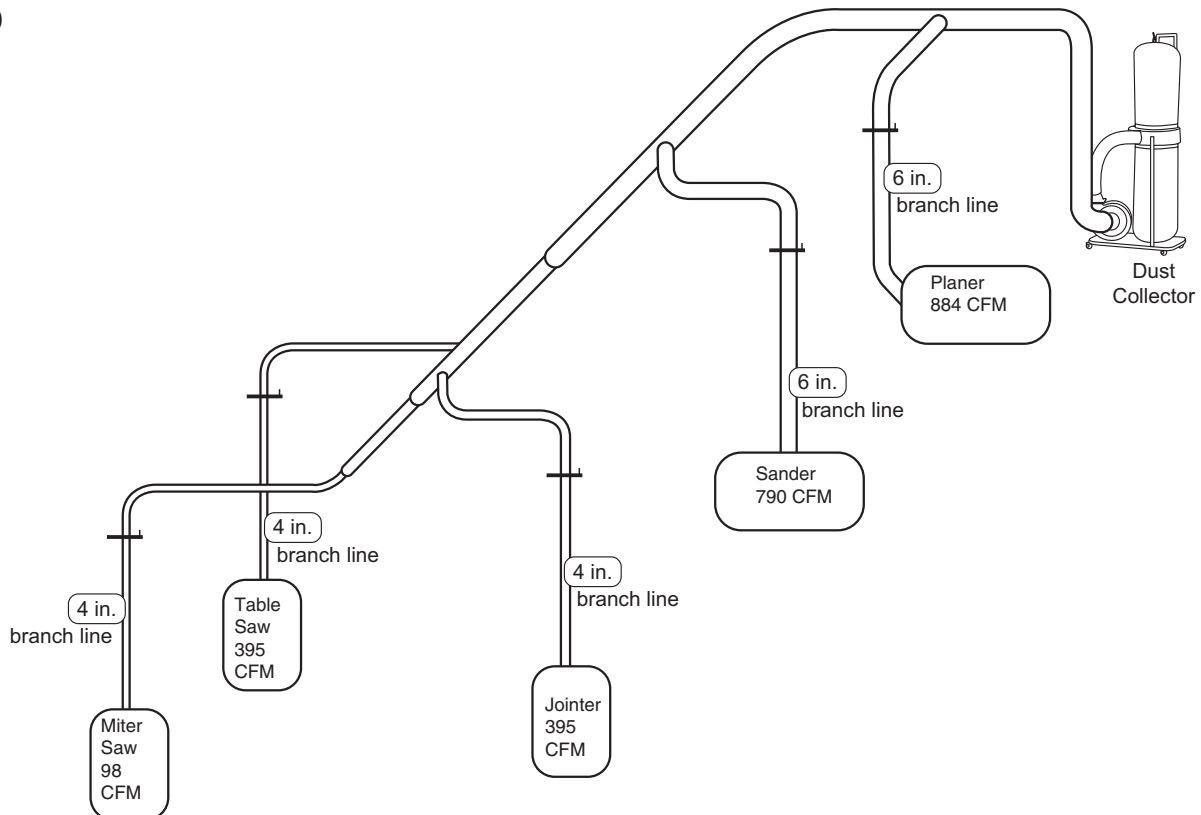 6 in.
branch line
Planer
884 CFM
Dust
Collector
6 in.
branch line
Sander
790 CFM
4 in.
branch line
4 in.
branch line
4 in.
branch line
Table
Saw
395
CFM
Jointer
395
CFM
Miter
Saw
98
CFM